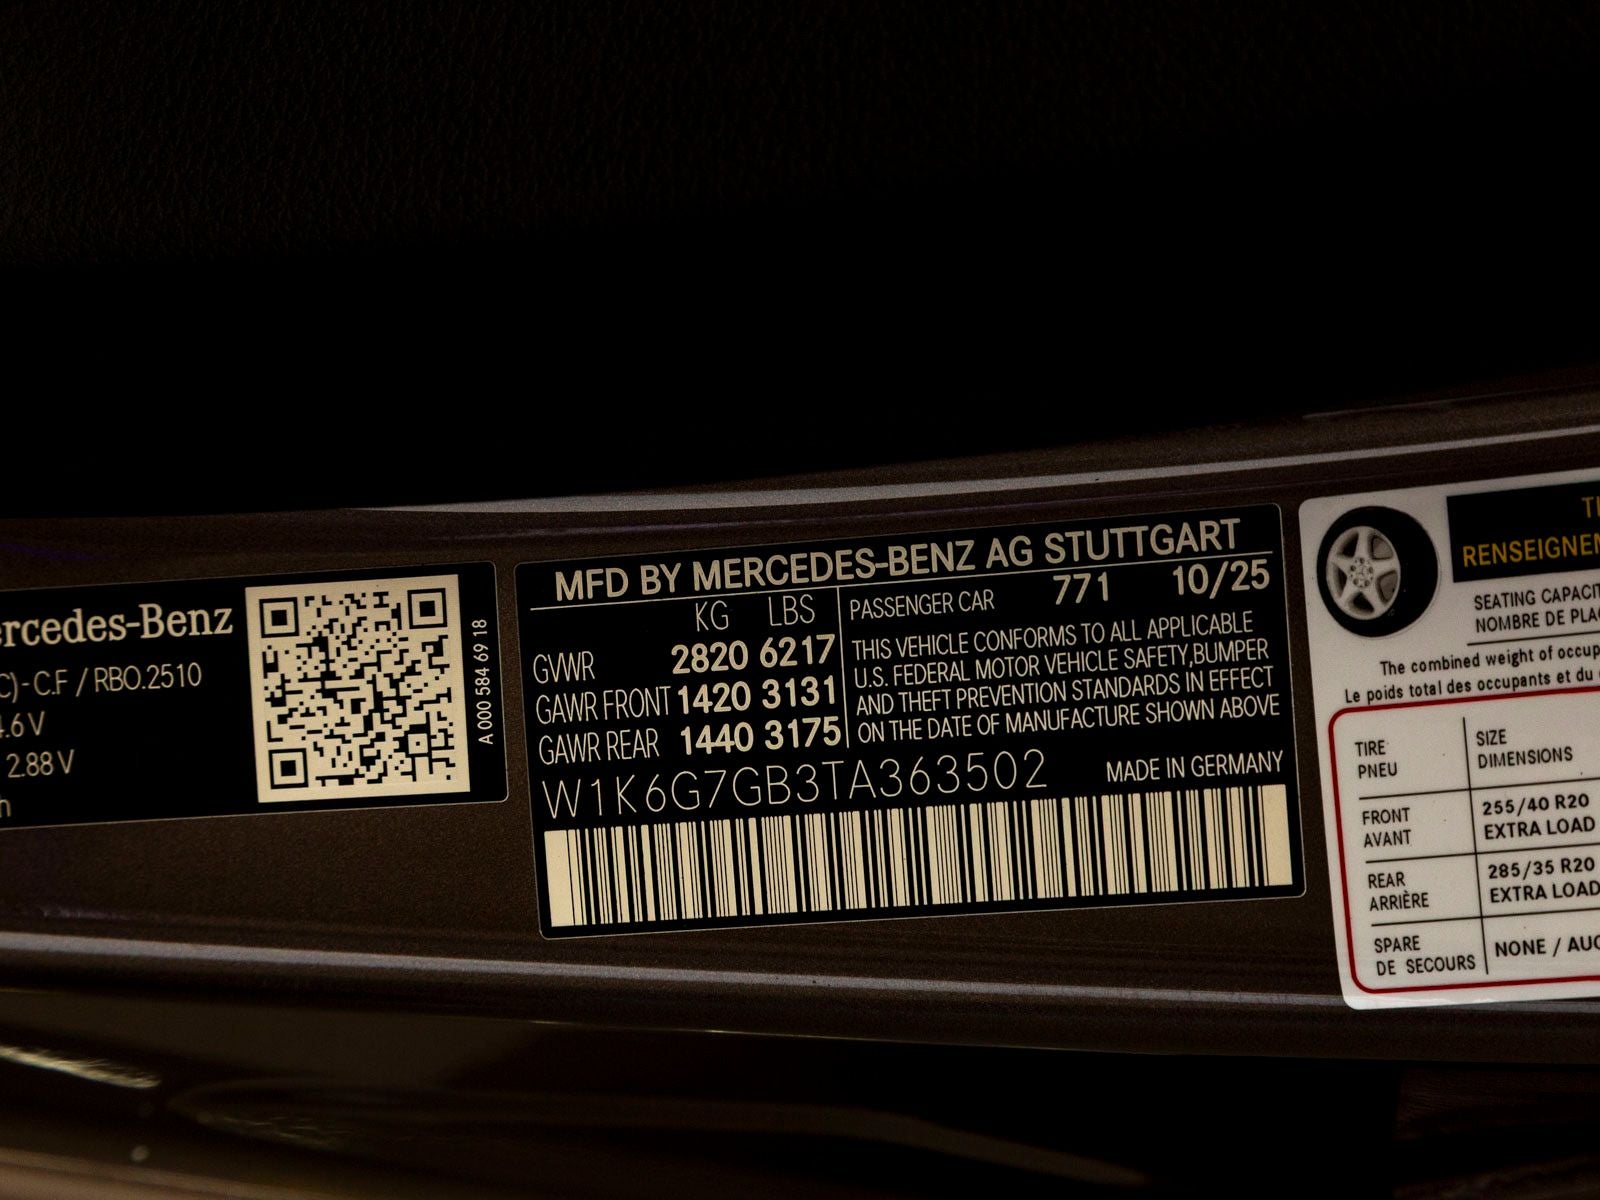 ercedes-Benz
C)-C.F / RBO.2510
4.6 V
2.88 V
h
A 000 584 69 18
MFD BY MERCEDES-BENZ AG STUTTGART
KG LBS
GVWR 2820 6217
GAWR FRONT 1420 3131
GAWR REAR 1440 3175
PASSENGER CAR 771 10/25
THIS VEHICLE CONFORMS TO ALL APPLICABLE
U.S. FEDERAL MOTOR VEHICLE SAFETY,BUMPER
AND THEFT PREVENTION STANDARDS IN EFFECT
ON THE DATE OF MANUFACTURE SHOWN ABOVE
W1K6G7GB3TA363502 MADE IN GERMANY
TI
RENSEIGNEM
SEATING CAPACIT
NOMBRE DE PLAC
The combined weight of occup
Le poids total des occupants et du
TIRE
PNEU
SIZE
DIMENSIONS
FRONT
AVANT
255/40 R20
EXTRA LOAD
REAR
ARRIÈRE
285/35 R20
EXTRA LOAD
SPARE
DE SECOURS
NONE / AUC